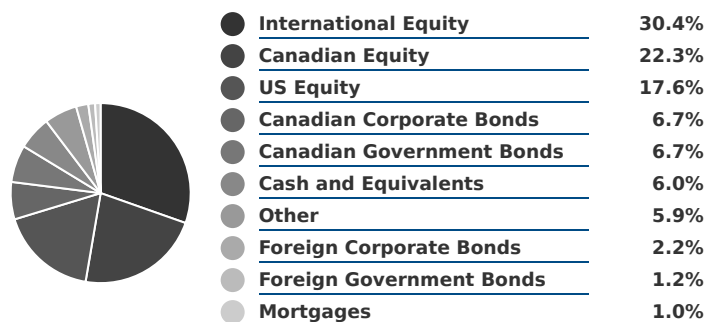 International Equity 30.4%
Canadian Equity 22.3%
US Equity 17.6%
Canadian Corporate Bonds 6.7%
Canadian Government Bonds 6.7%
Cash and Equivalents 6.0%
Other 5.9%
Foreign Corporate Bonds 2.2%
Foreign Government Bonds 1.2%
Mortgages 1.0%